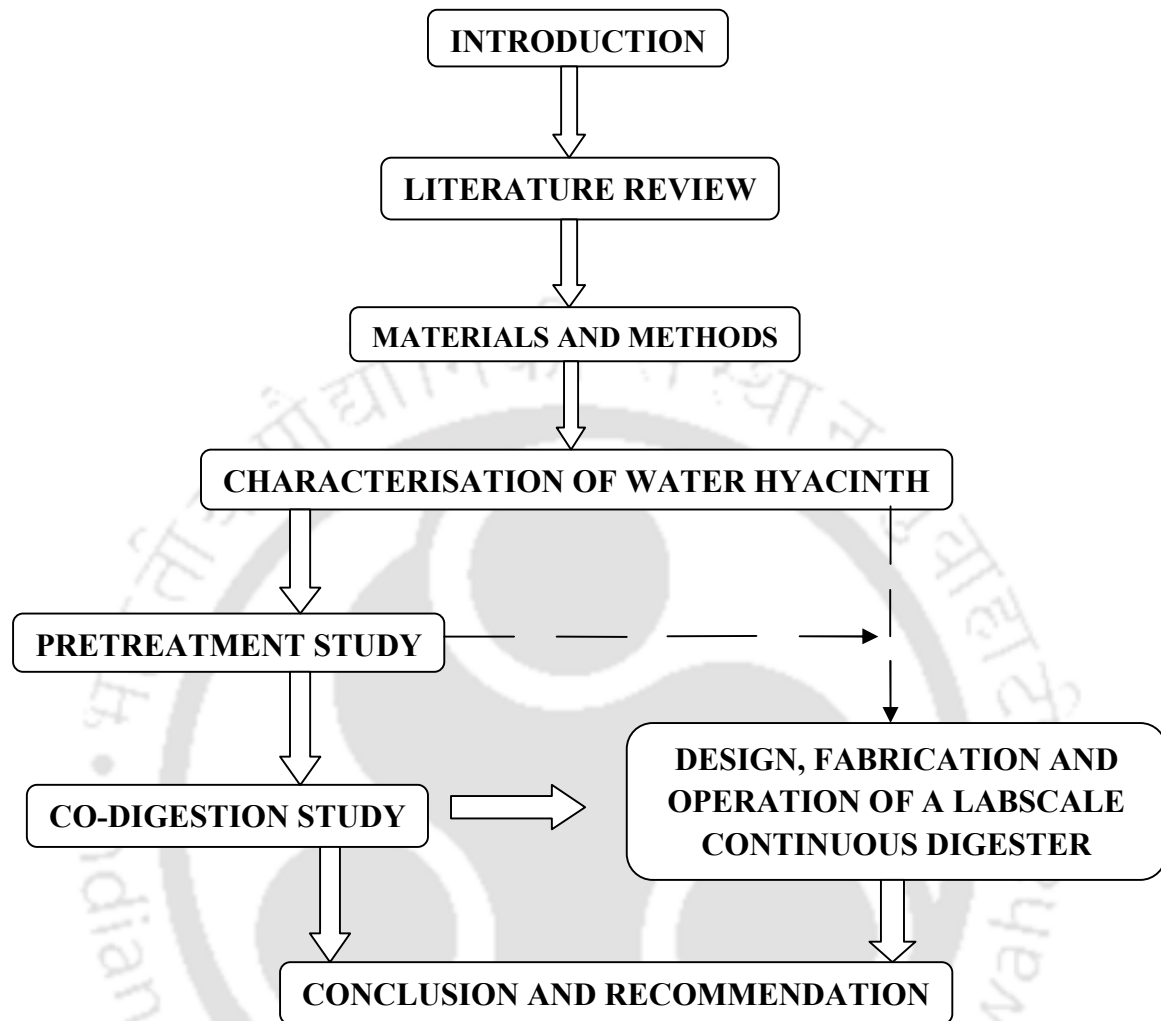 INTRODUCTION
LITERATURE REVIEW
MATERIALS AND METHODS
CHARACTERISATION OF WATER HYACINTH
PRETREATMENT STUDY
CO-DIGESTION STUDY
DESIGN, FABRICATION AND
OPERATION OF A LABSCALE
CONTINUOUS DIGESTER
CONCLUSION AND RECOMMENDATION